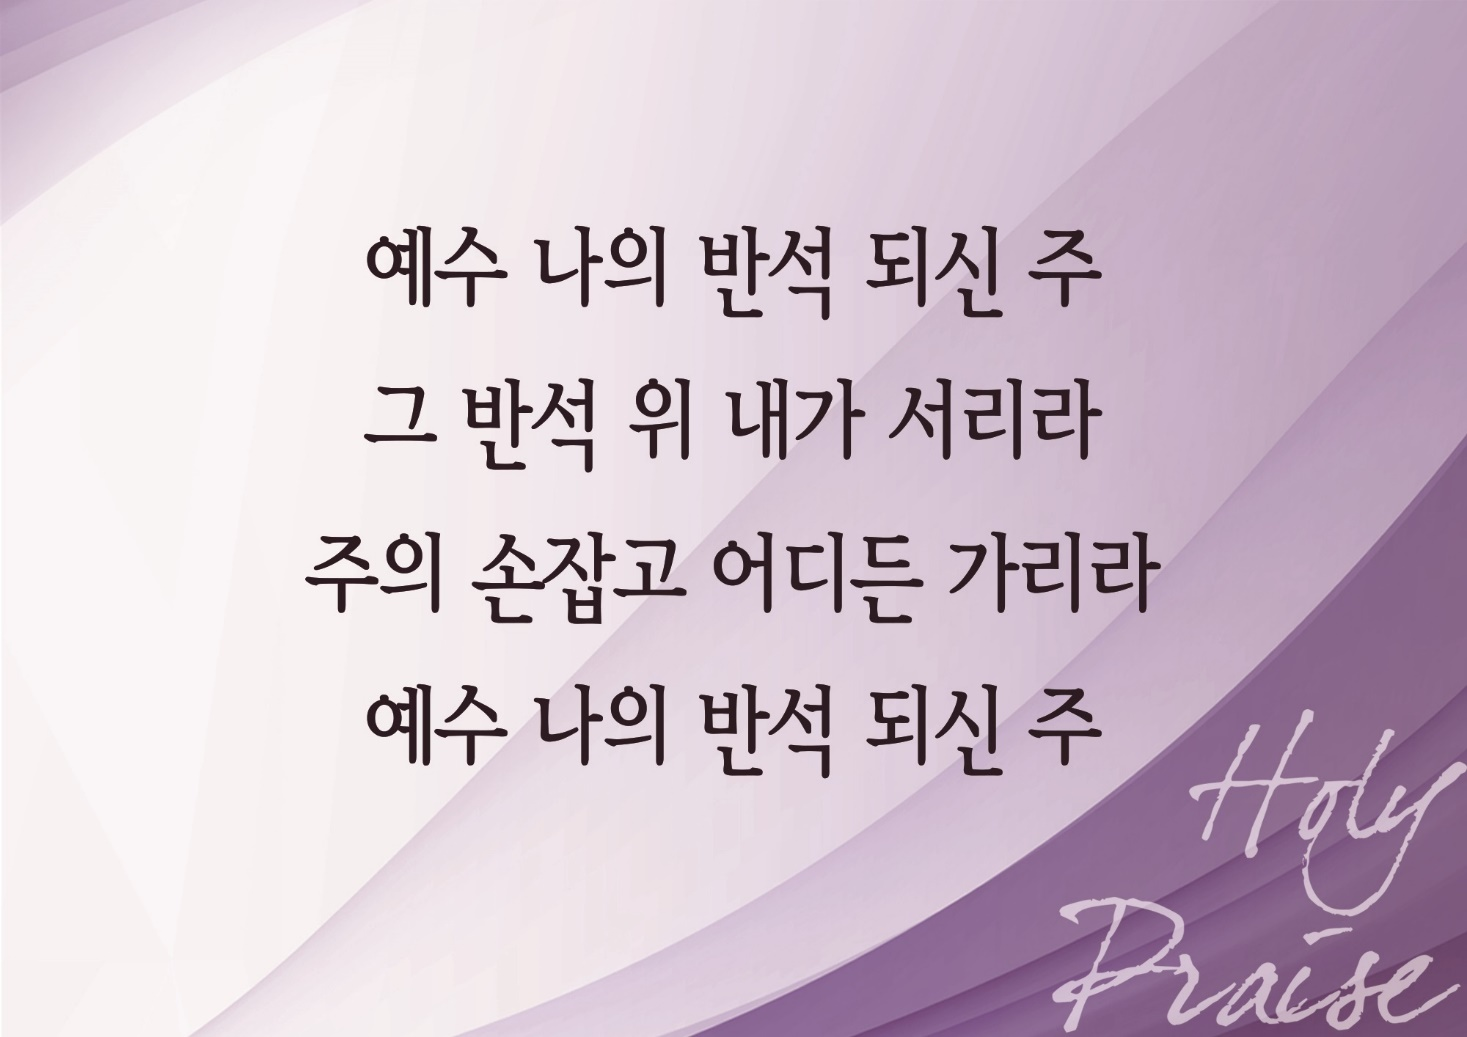 예수 나의 반석 되신 주
그 반석 위 내가 서리라
주의 손잡고 어디든 가리라
예수 나의 반석 되신 주
Holy
Praise